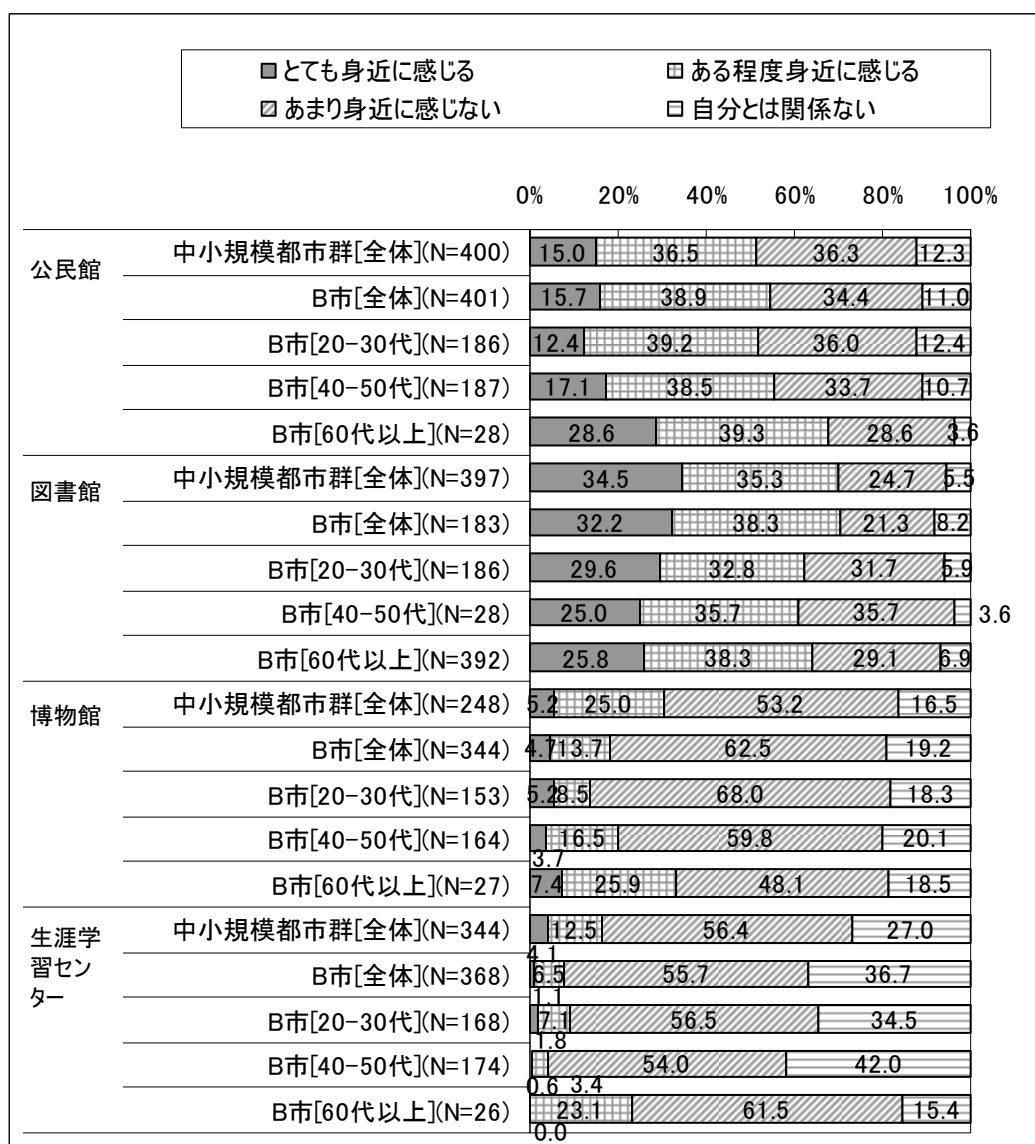 ■とても身近に感じる ある程度身近に感じる
あまり身近に感じない 自分とは関係ない
0% 20% 40% 60% 80% 100%
公民館
中小規模都市群[全体](N=400) 15.0 36.5 36.3 12.3
B市[全体](N=401) 15.7 38.9 34.4 11.0
B市[20-30代](N=186) 12.4 39.2 36.0 12.4
B市[40-50代](N=187) 17.1 38.5 33.7 10.7
B市[60代以上](N=28) 28.6 39.3 28.6 3.6
図書館
中小規模都市群[全体](N=397) 34.5 35.3 24.7 5.5
B市[全体](N=183) 32.2 38.3 21.3 8.2
B市[20-30代](N=186) 29.6 32.8 31.7 5.9
B市[40-50代](N=28) 25.0 35.7 35.7 3.6
B市[60代以上](N=392) 25.8 38.3 29.1 6.9
博物館
中小規模都市群[全体](N=248) 5.2 25.0 53.2 16.5
B市[全体](N=344) 4.7 13.7 62.5 19.2
B市[20-30代](N=153) 5.2 8.5 68.0 18.3
B市[40-50代](N=164) 3.7 16.5 59.8 20.1
B市[60代以上](N=27) 7.4 25.9 48.1 18.5
生涯学
習セン
ター
中小規模都市群[全体](N=344) 4.1 12.5 56.4 27.0
B市[全体](N=368) 1.1 6.5 55.7 36.7
B市[20-30代](N=168) 1.8 7.1 56.5 34.5
B市[40-50代](N=174) 0.6 3.4 54.0 42.0
B市[60代以上](N=26) 0.0 23.1 61.5 15.4